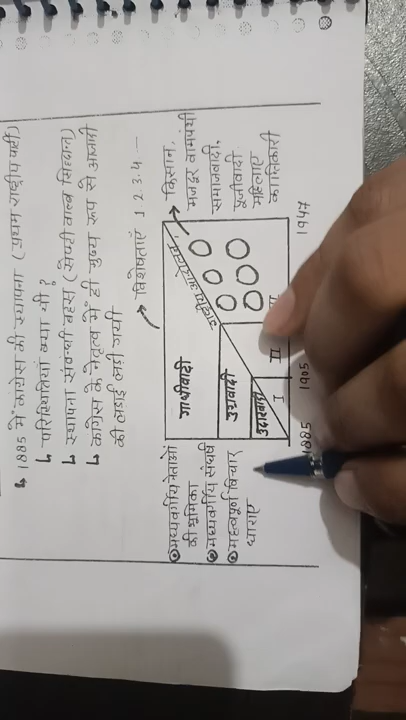 ↳ 1885 में कांग्रेस की स्थापना (प्रथम राष्ट्रीय पार्टी)
↳ परिस्थितियां क्या थी?
↳ स्थापना संबन्धी बहस (सेफ्टी वाल्व सिद्धान्त)
↳ कांग्रेस के नेतृत्व में ही मुख्य रूप से आजादी
की लड़ाई लड़ी गयी
→ विशेषताएँ 1 2.3.4 —
मध्यवर्गीय नेताओं
की भूमिका
मध्यवर्गीय संघर्ष
महत्वपूर्ण विचार
धाराएं
गाँधीवादी
उग्रवादी
उदारवादी
राष्ट्रीय आन्दोलन
I
II
1885
1905
1947
किसान,
मजदूर वामपंथी
समाजवादी,
पूंजीवादी
महिलाएं
क्रान्तिकारी